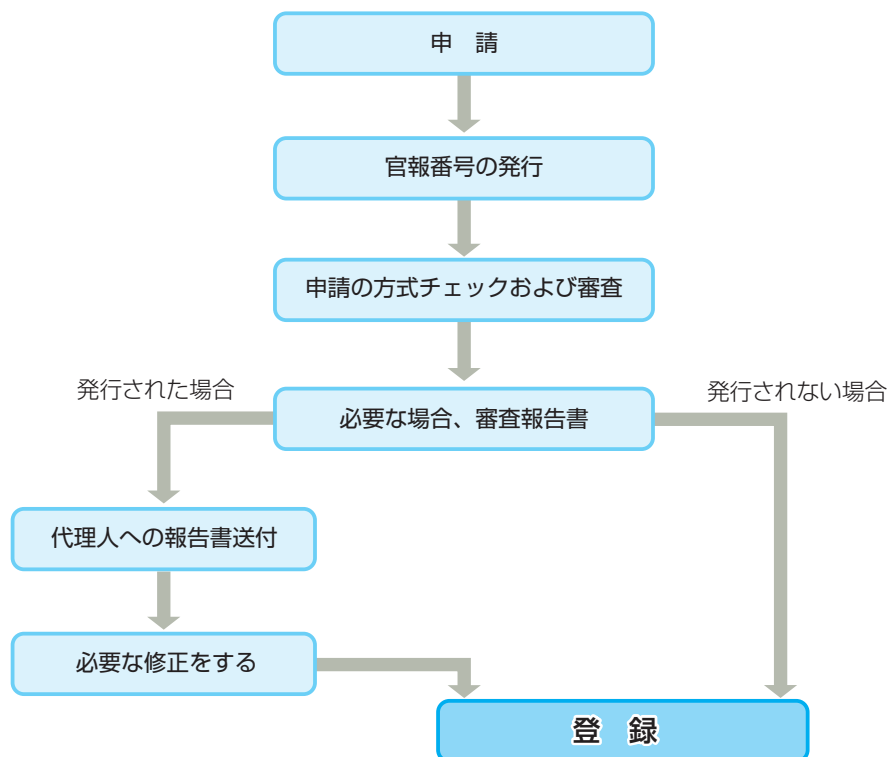 申　請
官報番号の発行
申請の方式チェックおよび審査
発行された場合
発行されない場合
必要な場合、審査報告書
代理人への報告書送付
必要な修正をする
登　録